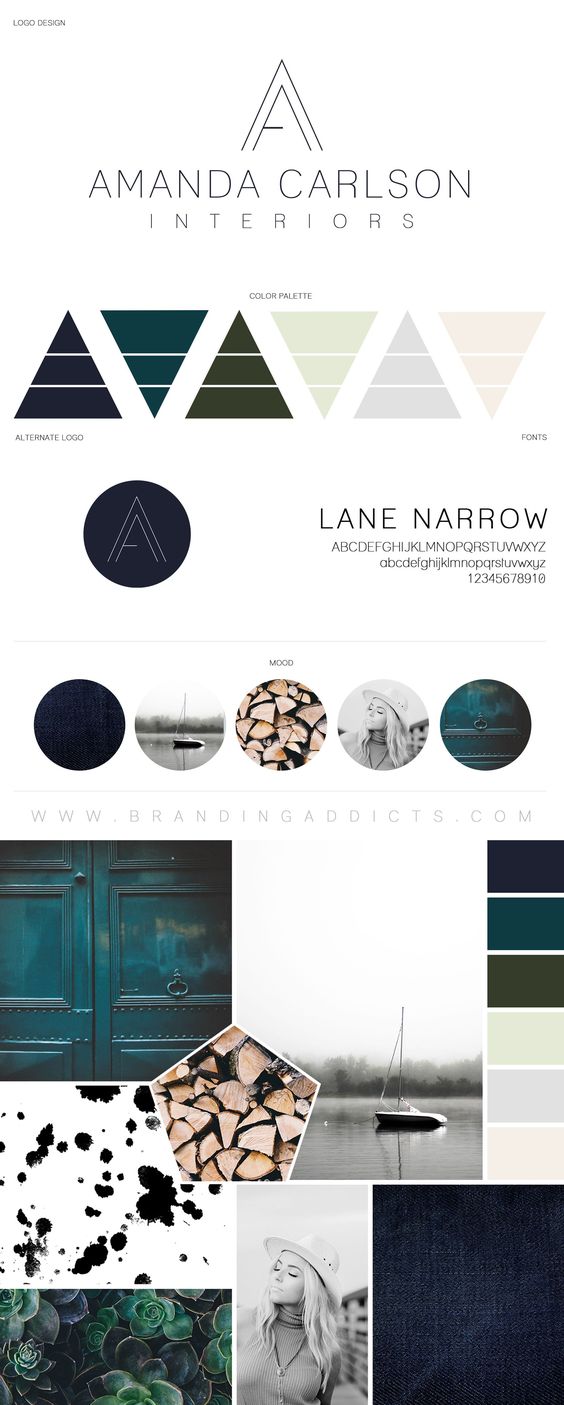 LOGO DESIGN
AMANDA CARLSON
INTERIORS
COLOR PALETTE
ALTERNATE LOGO
FONTS
LANE NARROW
ABCDEFGHIJKLMNOPQRSTUVWXYZ
abcdefghijklmnopqrstuvwxyz
12345678910
MOOD
WWW.BRANDINGADDICTS.COM